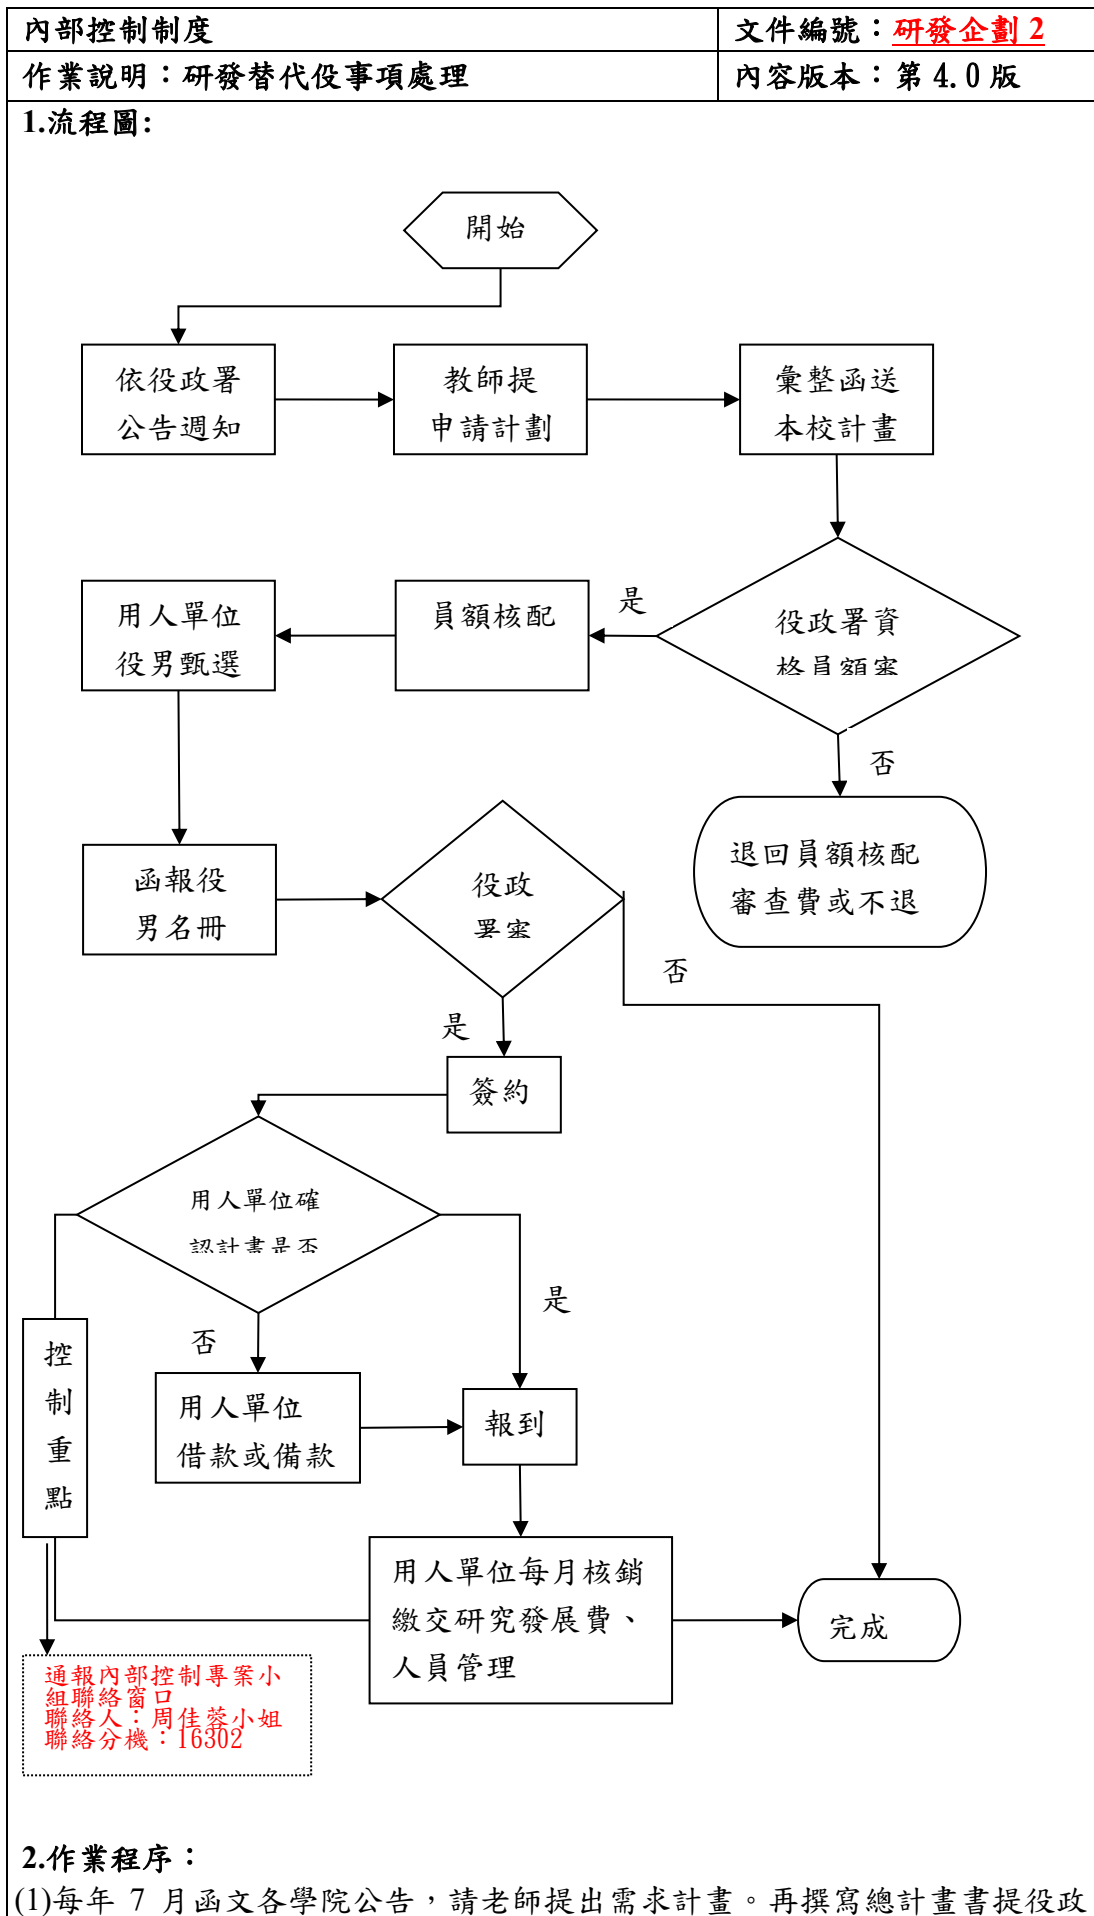 內部控制制度
文件編號：研發企劃 2
作業說明：研發替代役事項處理
內容版本：第 4.0 版
1.流程圖:
開始
依役政署
公告週知
教師提
申請計劃
彙整函送
本校計畫
役政署資
格員額審
是
員額核配
用人單位
役男甄選
否
退回員額核配
審查費或不退
函報役
男名冊
役政
署審
否
是
簽約
用人單位確
認計畫是否
是
否
控
制
重
點
用人單位
借款或備款
報到
用人單位每月核銷
繳交研究發展費、
人員管理
完成
通報內部控制專案小
組聯絡窗口
聯絡人：周佳蓉小姐
聯絡分機：16302
2.作業程序：
(1)每年 7 月函文各學院公告，請老師提出需求計畫。再撰寫總計畫書提役政